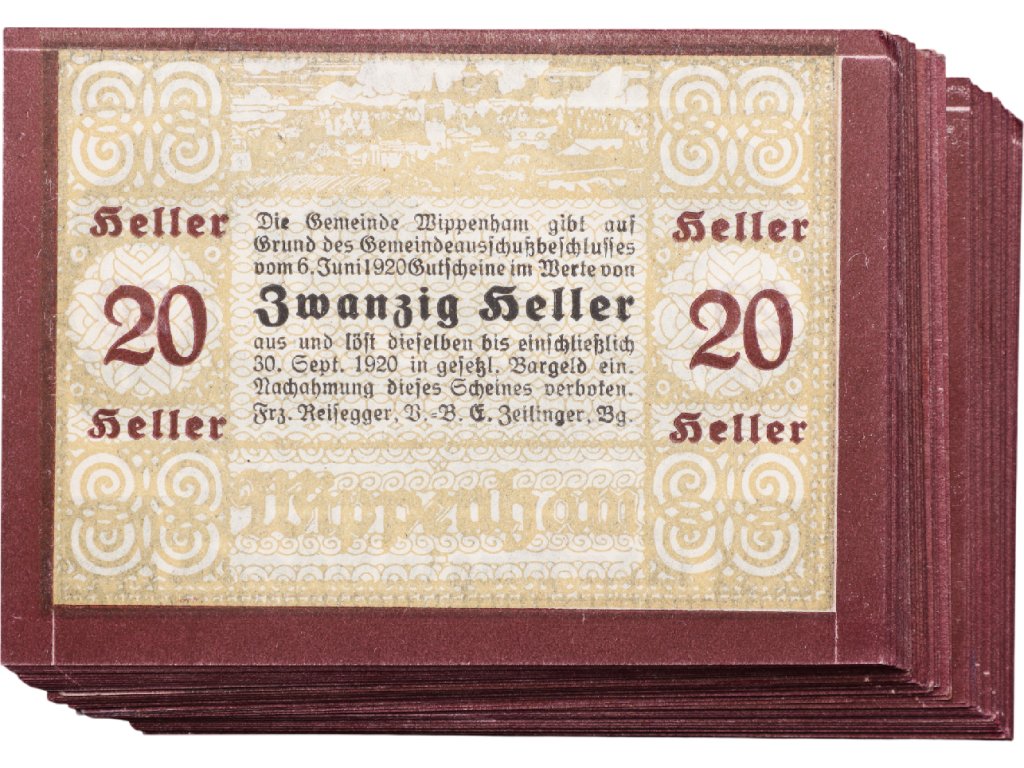 Heller
20
Heller
Die Gemeinde Wippenham gibt auf
Grund des Gemeindeausschußbeschlusses
vom 6. Juni 1920 Gutscheine im Werte von
Zwanzig Heller
aus und löst dieselben bis einschließlich
30. Sept. 1920 in gesetzl. Bargeld ein.
Nachahmung dieses Scheines verboten.
Frz. Reisegger, V.-B. E. Zeilinger, Bg.
Heller
20
Heller
Wippenham